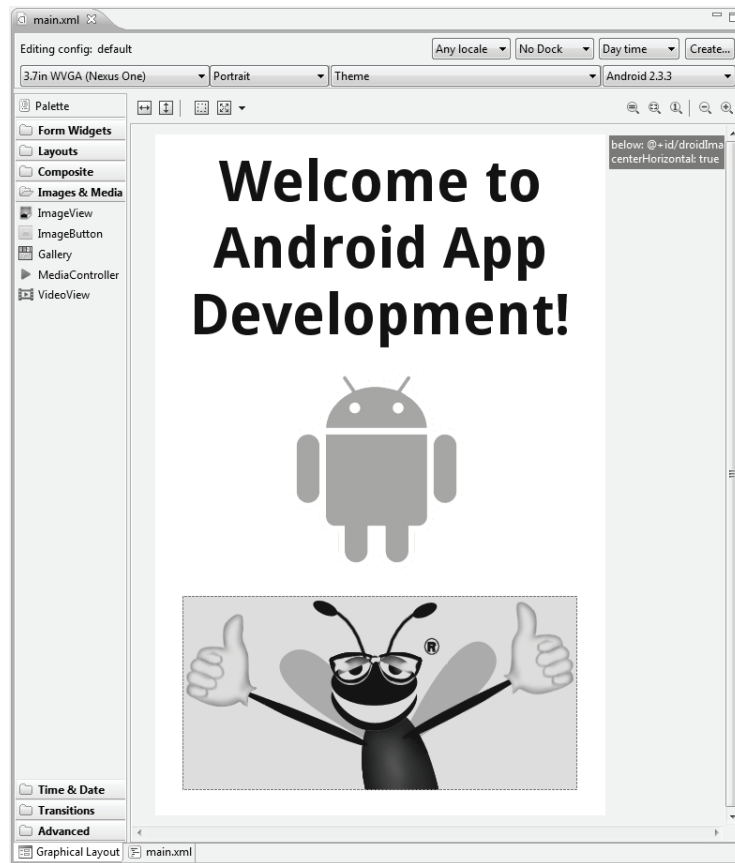 main.xml
Editing config: default
Any locale
No Dock
Day time
Create...
3.7in WVGA (Nexus One)
Portrait
Theme
Android 2.3.3
Palette
Form Widgets
Layouts
Composite
Images & Media
ImageView
ImageButton
Gallery
MediaController
VideoView
below: @+id/droidIma
centerHorizontal: true
Welcome to
Android App
Development!
®
Time & Date
Transitions
Advanced
Graphical Layout
main.xml